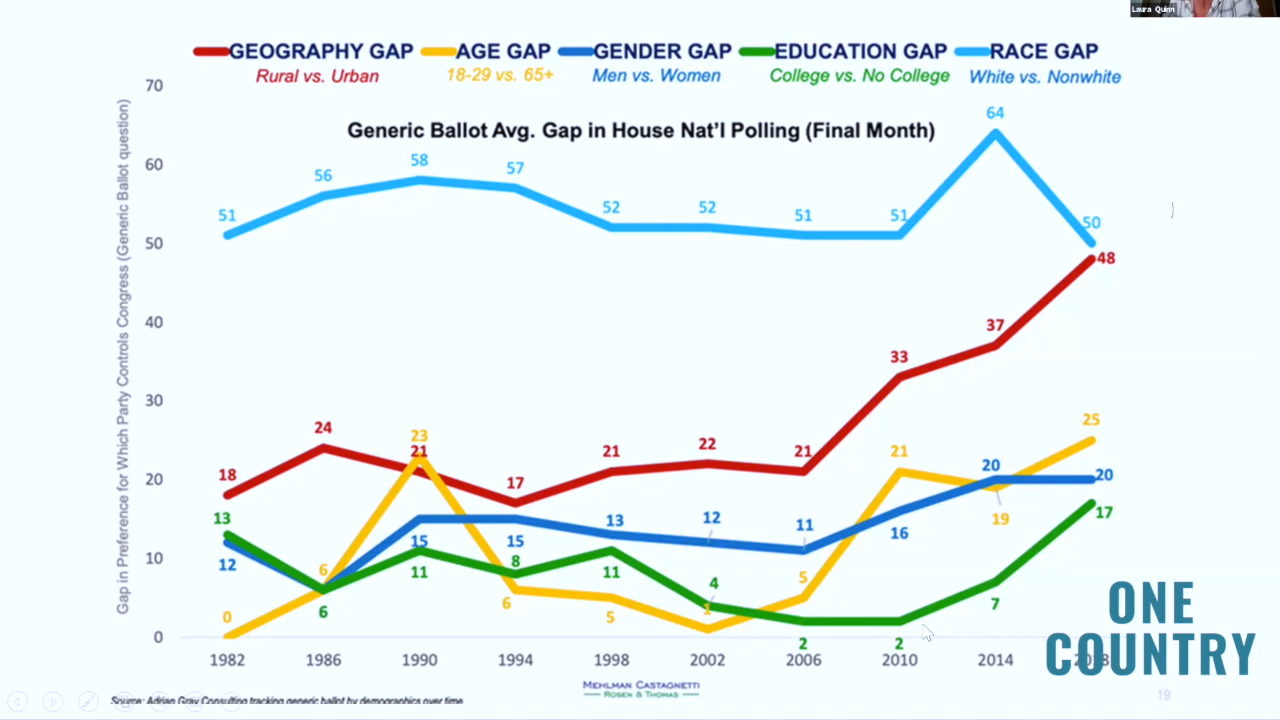 Laura Quinn
GEOGRAPHY GAP AGE GAP GENDER GAP EDUCATION GAP RACE GAP
Rural vs. Urban 18-29 vs. 65+ Men vs. Women College vs. No College White vs. Nonwhite
Generic Ballot Avg. Gap in House Nat'l Polling (Final Month)
Gap in Preference for Which Party Controls Congress (Generic Ballot question)
70
60
50
40
30
20
10
0
51 56 58 57 52 52 51 51 64 50
18 24 21 17 21 22 21 33 37 48
0 6 23 6 5 1 5 21 19 25
12 15 15 13 12 11 16 20 20
13 6 11 8 11 4 2 2 7 17
1982 1986 1990 1994 1998 2002 2006 2010 2014 2018
ONE
COUNTRY
MEHLMAN CASTAGNETTI
ROSEN & THOMAS
Source: Adrian Gray Consulting tracking generic ballot by demographics over time
19